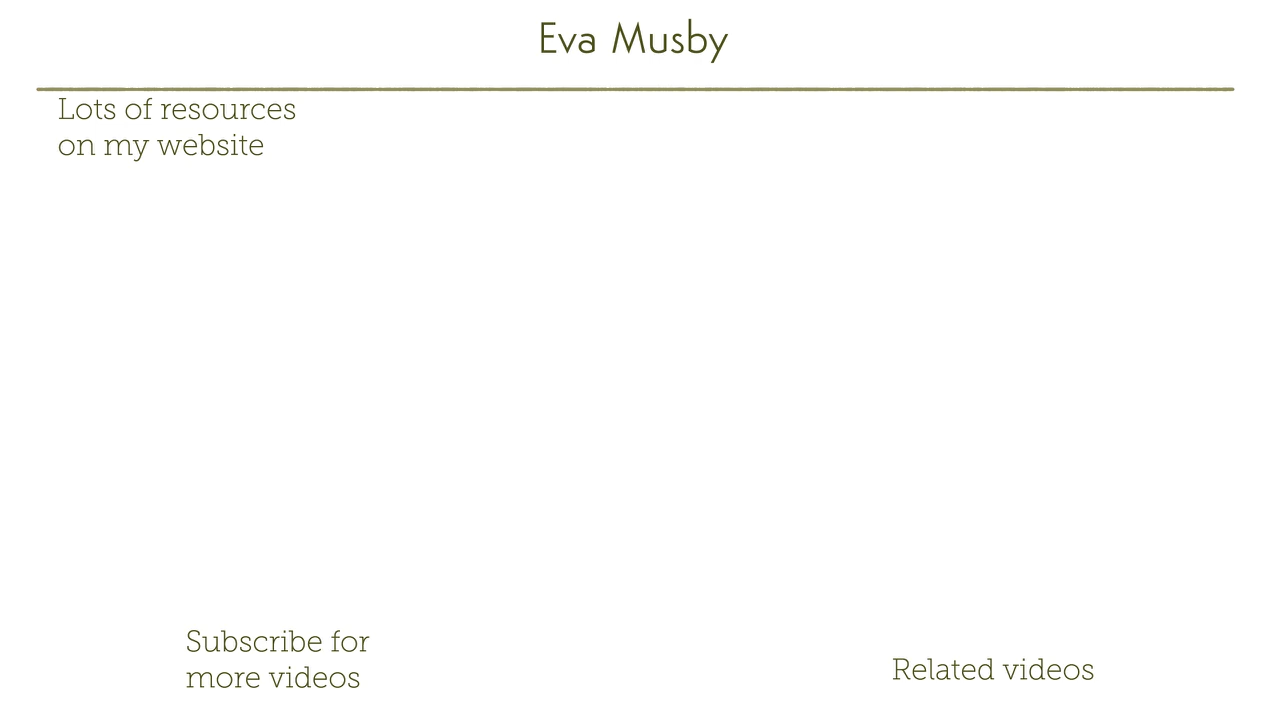 Eva Musby
Lots of resources
on my website
Subscribe for
more videos
Related videos